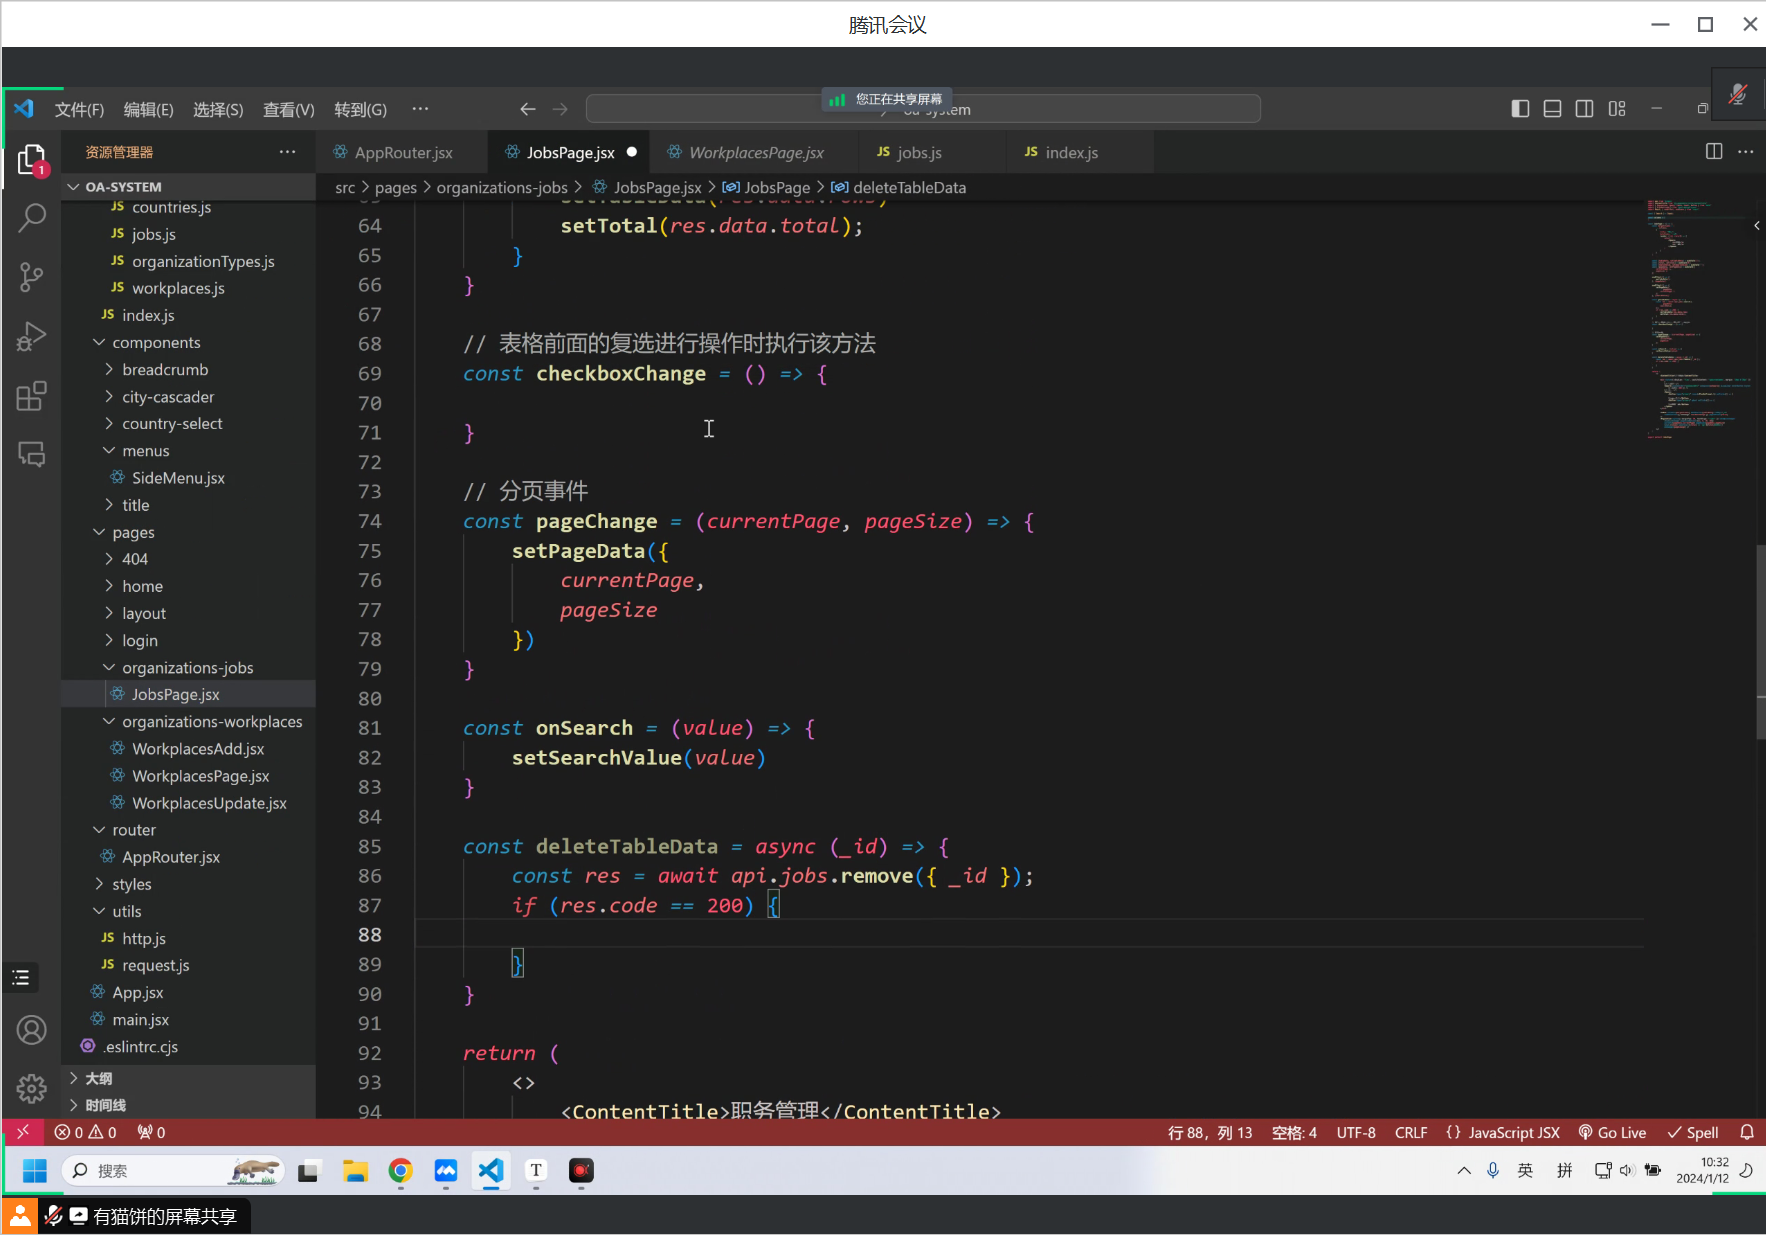 腾讯会议
文件(F) 编辑(E) 选择(S) 查看(V) 转到(G) ···
您正在共享屏幕
oa-system
资源管理器
AppRouter.jsx
JobsPage.jsx
WorkplacesPage.jsx
JS jobs.js
JS index.js
OA-SYSTEM
src > pages > organizations-jobs > JobsPage.jsx > JobsPage > deleteTableData
JS countries.js
JS jobs.js
JS organizationTypes.js
JS workplaces.js
JS index.js
components
breadcrumb
city-cascader
country-select
menus
SideMenu.jsx
title
pages
404
home
layout
login
organizations-jobs
JobsPage.jsx
organizations-workplaces
WorkplacesAdd.jsx
WorkplacesPage.jsx
WorkplacesUpdate.jsx
router
AppRouter.jsx
styles
utils
JS http.js
JS request.js
App.jsx
main.jsx
.eslintrc.cjs
大纲
时间线
1
64 setTotal(res.data.total);
65 }
66 }
67
68 // 表格前面的复选进行操作时执行该方法
69 const checkboxChange = () => {
70
71 }
72
73 // 分页事件
74 const pageChange = (currentPage, pageSize) => {
75 setPageData({
76 currentPage,
77 pageSize
78 })
79 }
80
81 const onSearch = (value) => {
82 setSearchValue(value)
83 }
84
85 const deleteTableData = async (_id) => {
86 const res = await api.jobs.remove({ _id });
87 if (res.code == 200) {
88
89 }
90 }
91
92 return (
93 <>
94 <ContentTitle>职务管理</ContentTitle>
0 0 0
行 88，列 13 空格: 4 UTF-8 CRLF {} JavaScript JSX Go Live Spell
搜索
T
英 拼
10:32
2024/1/12
有猫饼的屏幕共享